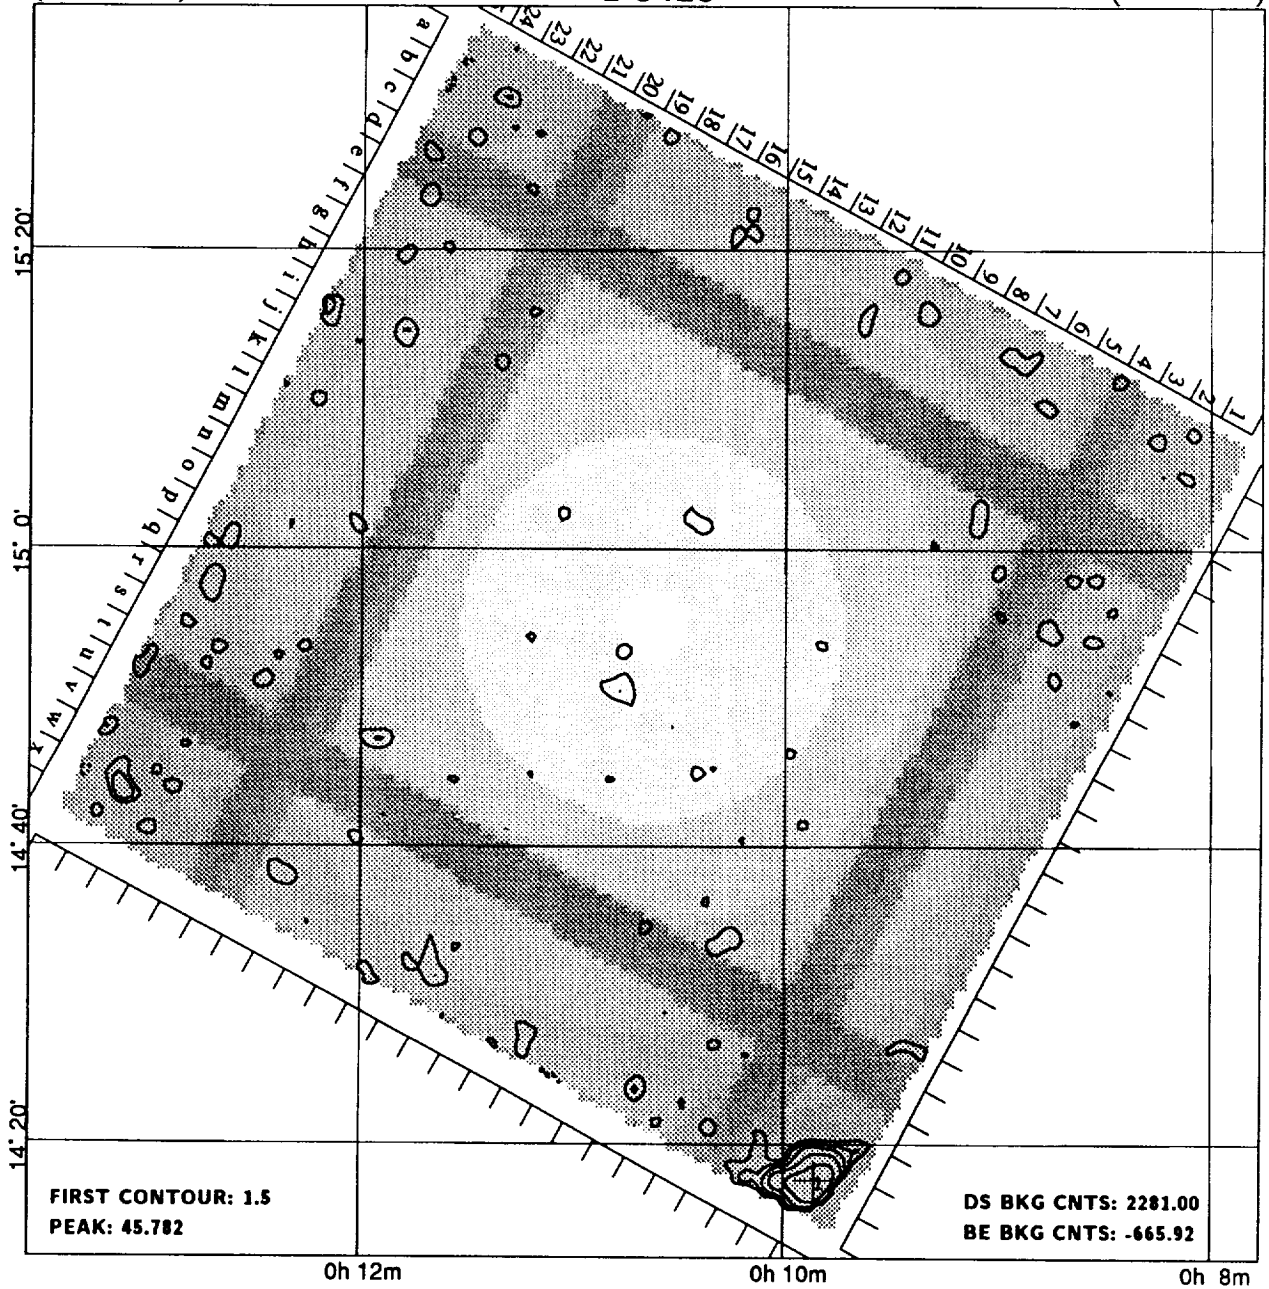 24 23 22 21 20 19 18 17 16 15 14 13 12 11 10 9 8 7 6 5 4 3 2 1
a b c d e f g h i j k l m n o p q r s t u v w x
15° 20'
15° 0'
14° 40'
14° 20'
FIRST CONTOUR: 1.5
PEAK: 45.782
DS BKG CNTS: 2281.00
BE BKG CNTS: -665.92
0h 12m
0h 10m
0h 8m